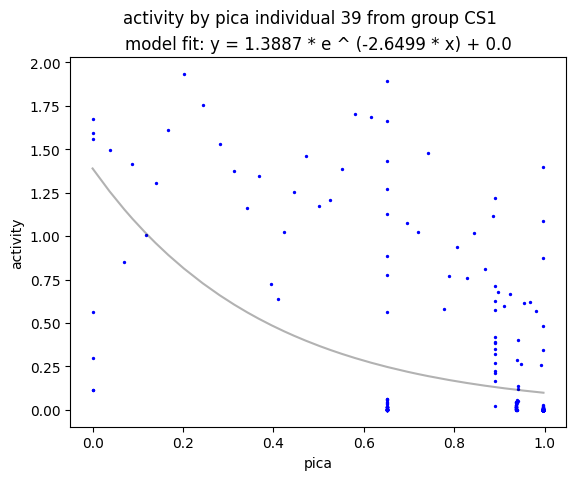 activity by pica individual 39 from group CS1
model fit: y = 1.3887 * e ^ (-2.6499 * x) + 0.0
2.00
1.75
1.50
1.25
1.00
0.75
0.50
0.25
0.00
activity
0.0 0.2 0.4 0.6 0.8 1.0
pica